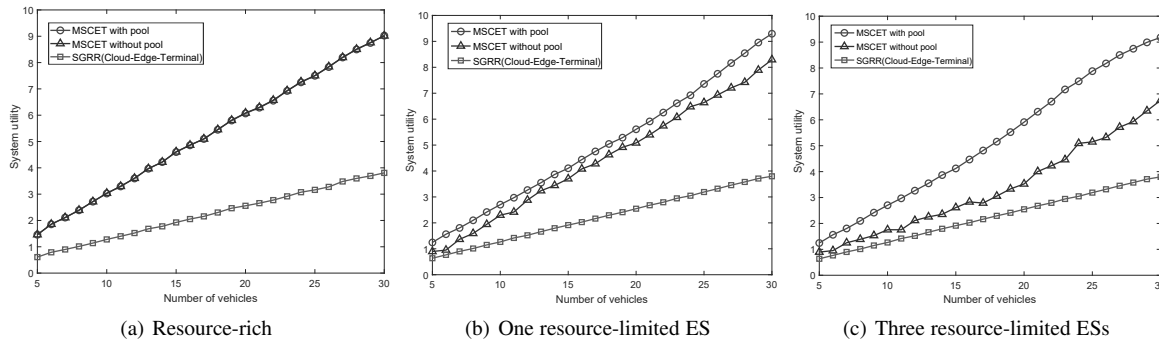 10
9
8
7
6
5
4
3
2
1
0
System utility
MSCET with pool
MSCET without pool
SGRR(Cloud-Edge-Terminal)
5 10 15 20 25 30
Number of vehicles
(a) Resource-rich
10
9
8
7
6
5
4
3
2
1
0
System utility
MSCET with pool
MSCET without pool
SGRR(Cloud-Edge-Terminal)
5 10 15 20 25 30
Number of vehicles
(b) One resource-limited ES
10
9
8
7
6
5
4
3
2
1
0
System utility
MSCET with pool
MSCET without pool
SGRR(Cloud-Edge-Terminal)
5 10 15 20 25 30
Number of vehicles
(c) Three resource-limited ESs